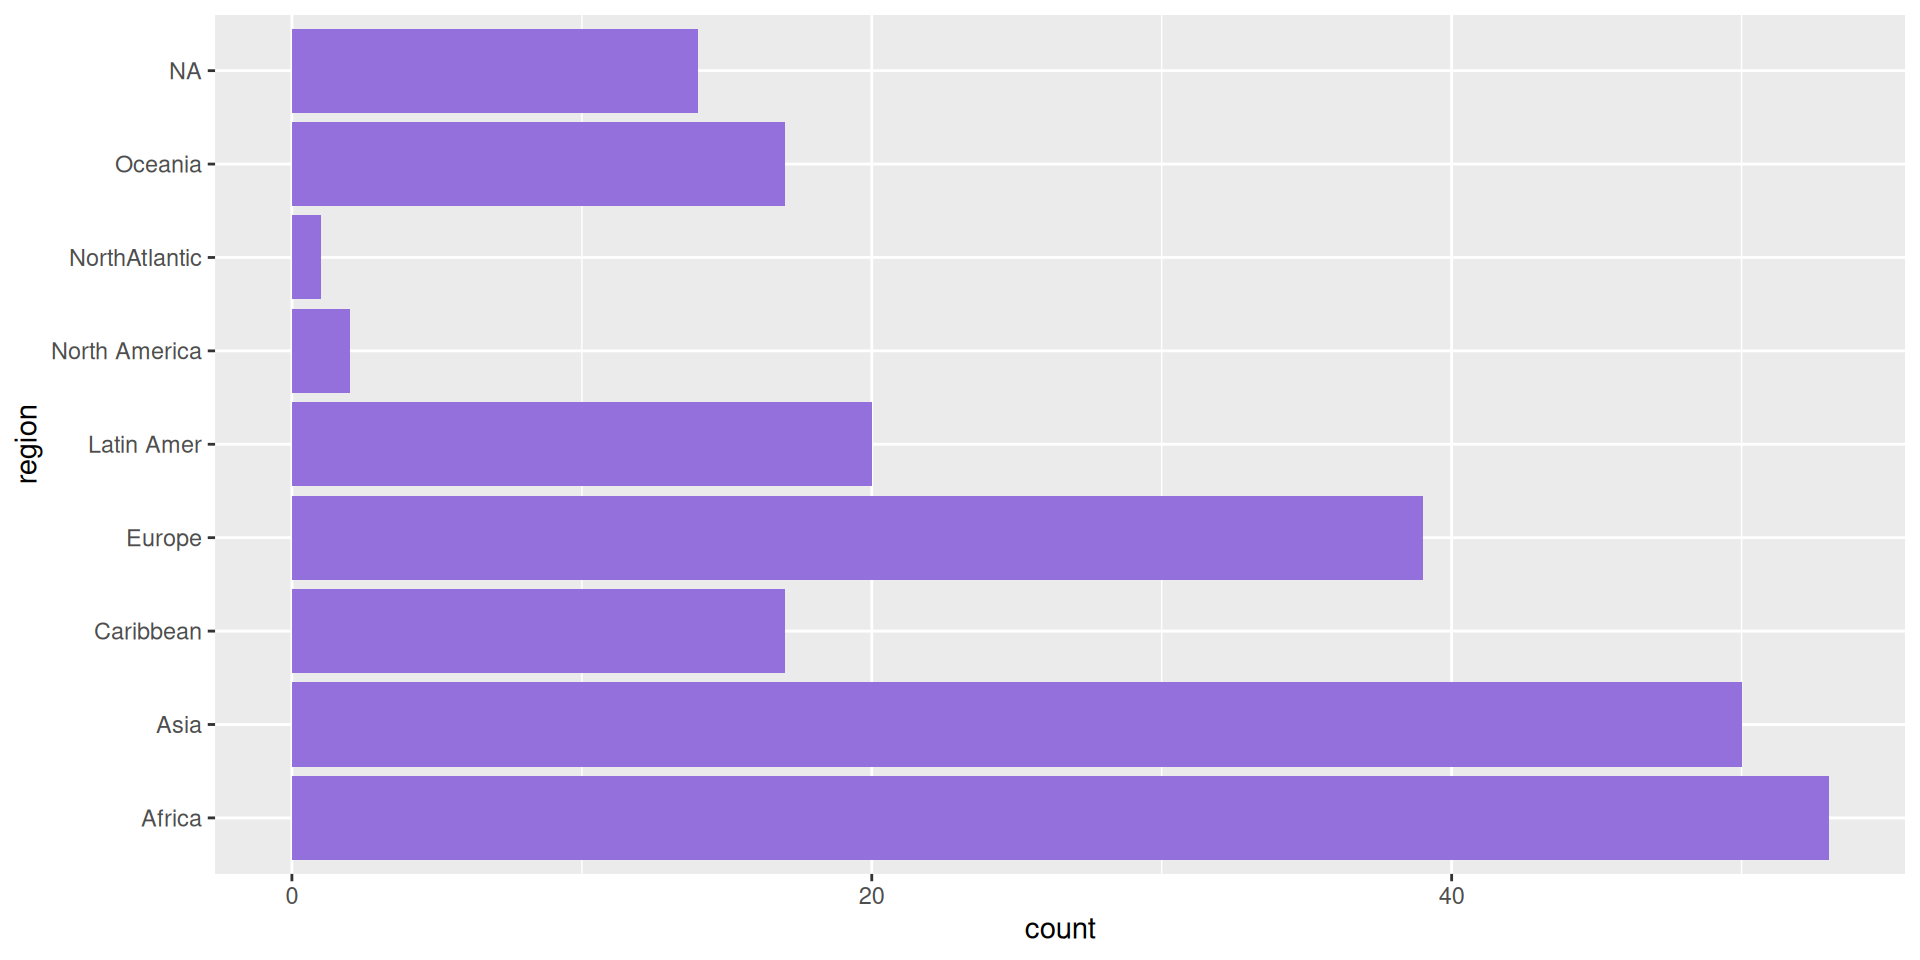 NA
Oceania
NorthAtlantic
North America
Latin Amer
Europe
Caribbean
Asia
Africa
region
0 20 40
count